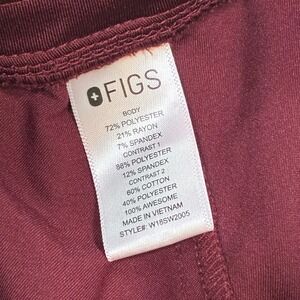 FIGS
BODY
72% POLYESTER
21% RAYON
7% SPANDEX
CONTRAST 1
88% POLYESTER
12% SPANDEX
CONTRAST 2
60% COTTON
40% POLYESTER
100% AWESOME
MADE IN VIETNAM
STYLE#: W18SW2005